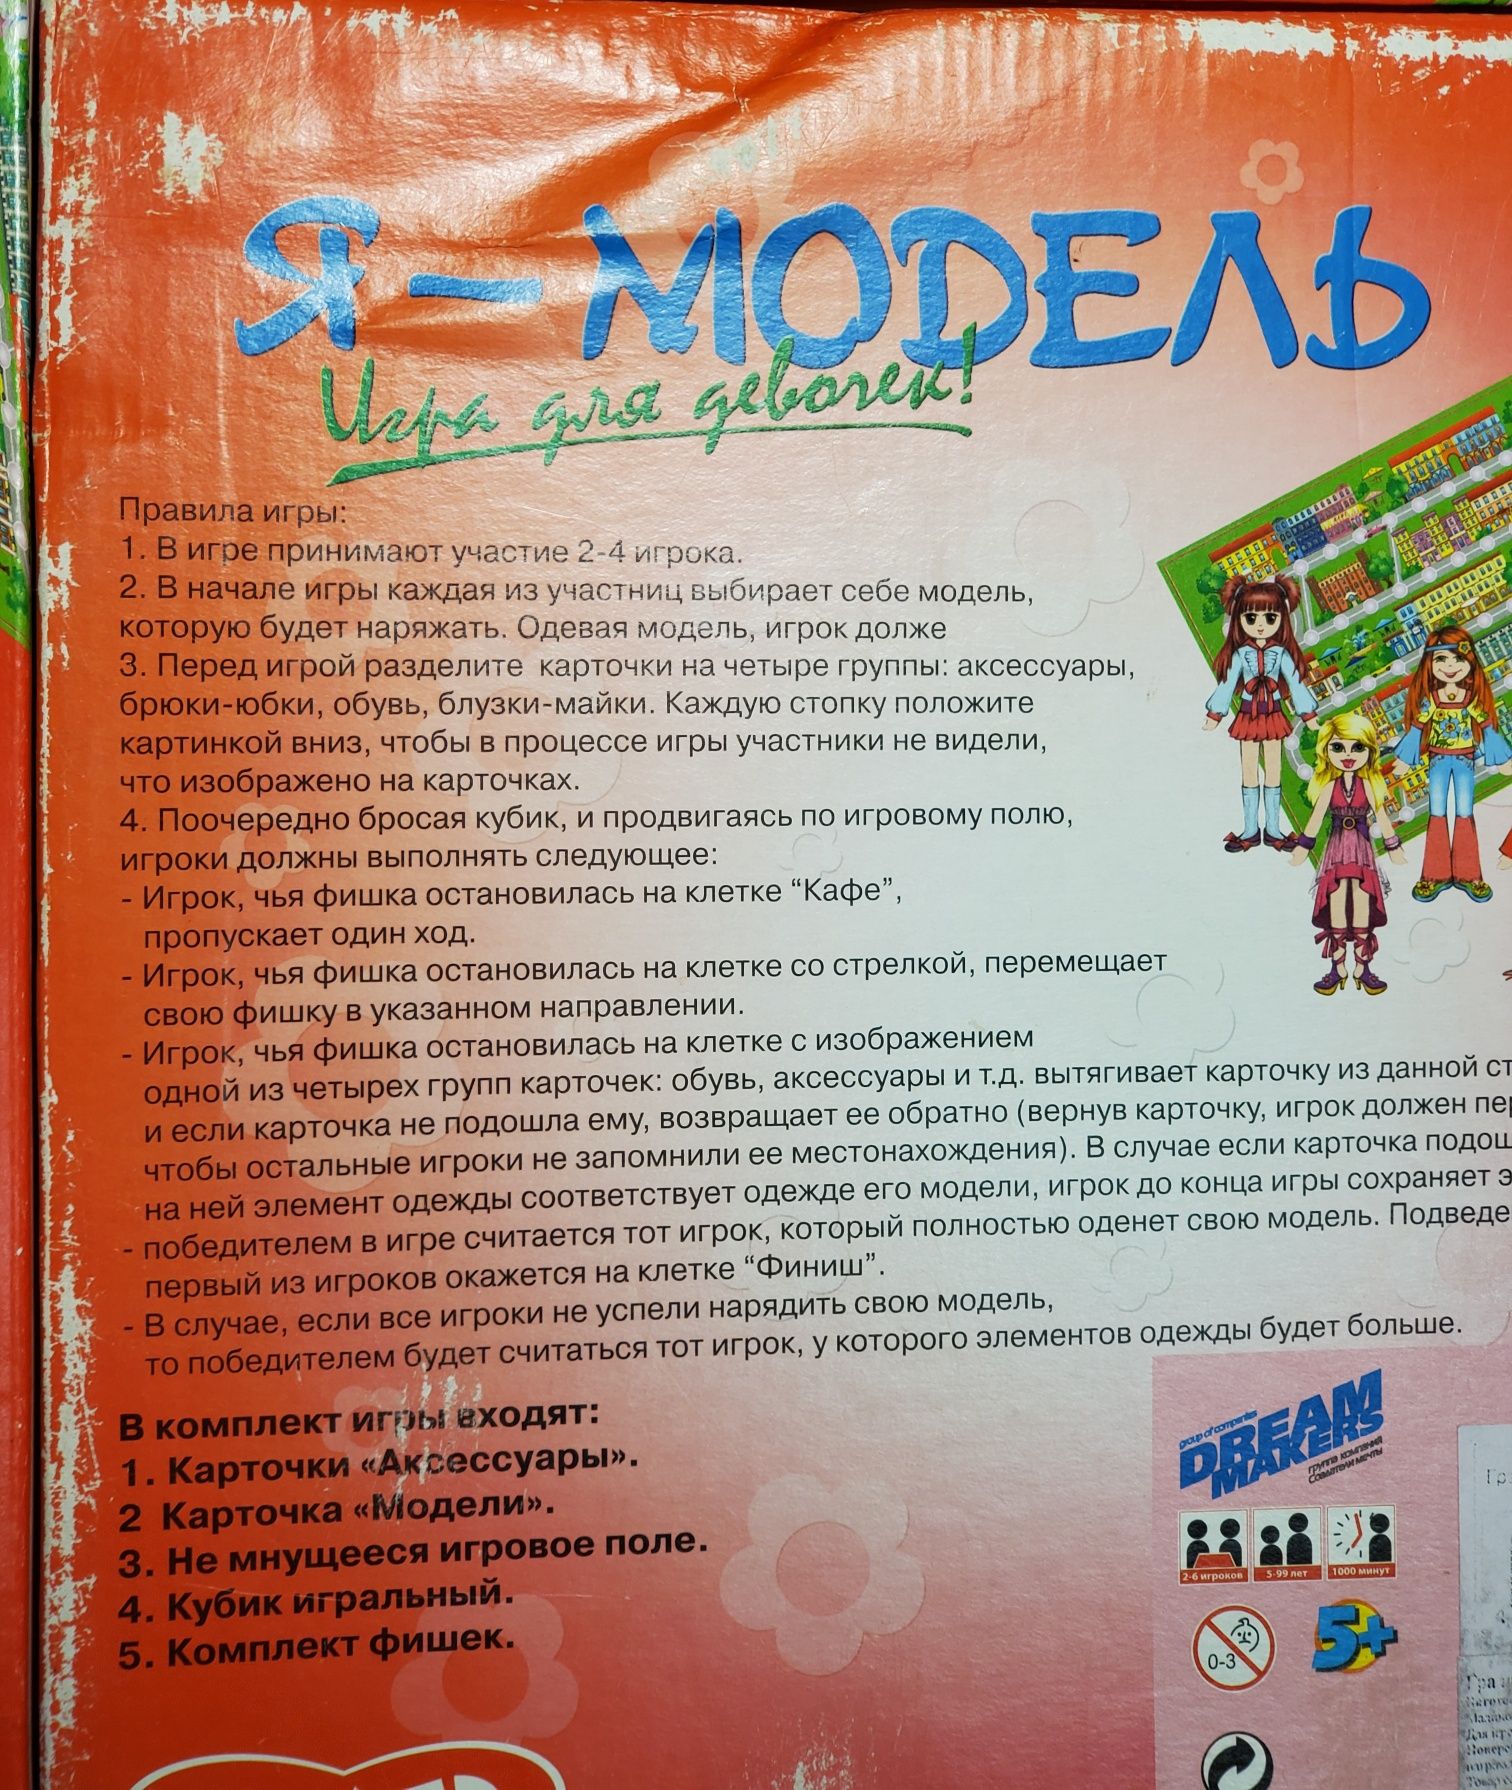 Я – МОДЕЛЬ
Игра для девочек!
Правила игры:
1. В игре принимают участие 2-4 игрока.
2. В начале игры каждая из участниц выбирает себе модель,
которую будет наряжать. Одевая модель, игрок долже
3. Перед игрой разделите карточки на четыре группы: аксессуары,
брюки-юбки, обувь, блузки-майки. Каждую стопку положите
картинкой вниз, чтобы в процессе игры участники не видели,
что изображено на карточках.
4. Поочередно бросая кубик, и продвигаясь по игровому полю,
игроки должны выполнять следующее:
- Игрок, чья фишка остановилась на клетке “Кафе”,
пропускает один ход.
- Игрок, чья фишка остановилась на клетке со стрелкой, перемещает
свою фишку в указанном направлении.
- Игрок, чья фишка остановилась на клетке с изображением
одной из четырех групп карточек: обувь, аксессуары и т.д. вытягивает карточку из данной ст
и если карточка не подошла ему, возвращает ее обратно (вернув карточку, игрок должен пер
чтобы остальные игроки не запомнили ее местонахождения). В случае если карточка подош
на ней элемент одежды соответствует одежде его модели, игрок до конца игры сохраняет э
- победителем в игре считается тот игрок, который полностью оденет свою модель. Подведе
первый из игроков окажется на клетке “Финиш”.
- В случае, если все игроки не успели нарядить свою модель,
то победителем будет считаться тот игрок, у которого элементов одежды будет больше.
В комплект игры входят:
1. Карточки «Аксессуары».
2 Карточка «Модели».
3. Не мнущееся игровое поле.
4. Кубик игральный.
5. Комплект фишек.
group of companies
DREAM
MAKERS
группа компаний
Создатели мечты
2-6 игроков
5-99 лет
1000 минут
0-3
5+